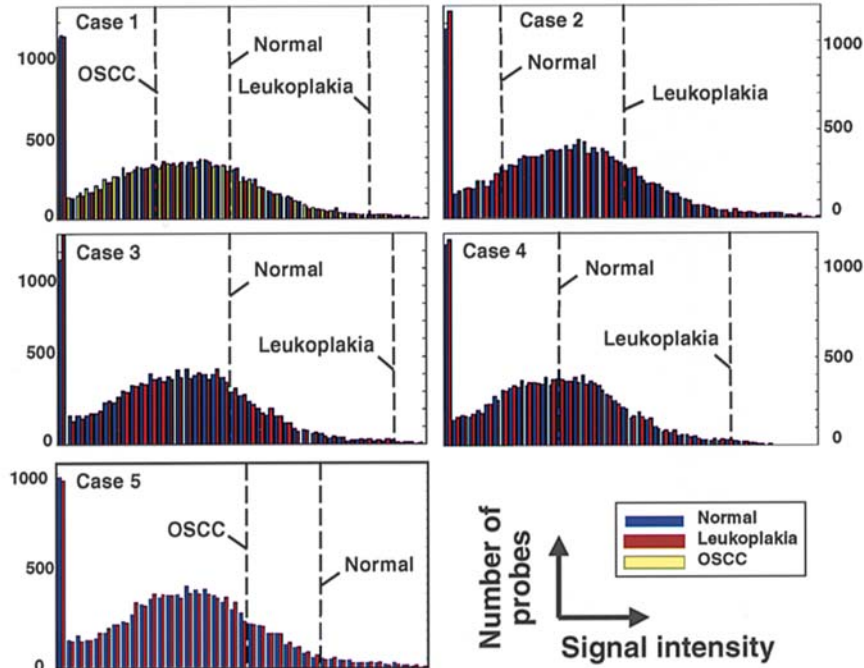 Case 1
1000
500
0
OSCC
Normal
Leukoplakia
Case 2
1000
500
0
Normal
Leukoplakia
Case 3
1000
500
0
Normal
Leukoplakia
Case 4
1000
500
0
Normal
Leukoplakia
Case 5
1000
500
0
OSCC
Normal
Normal
Leukoplakia
OSCC
Number of
probes
Signal intensity